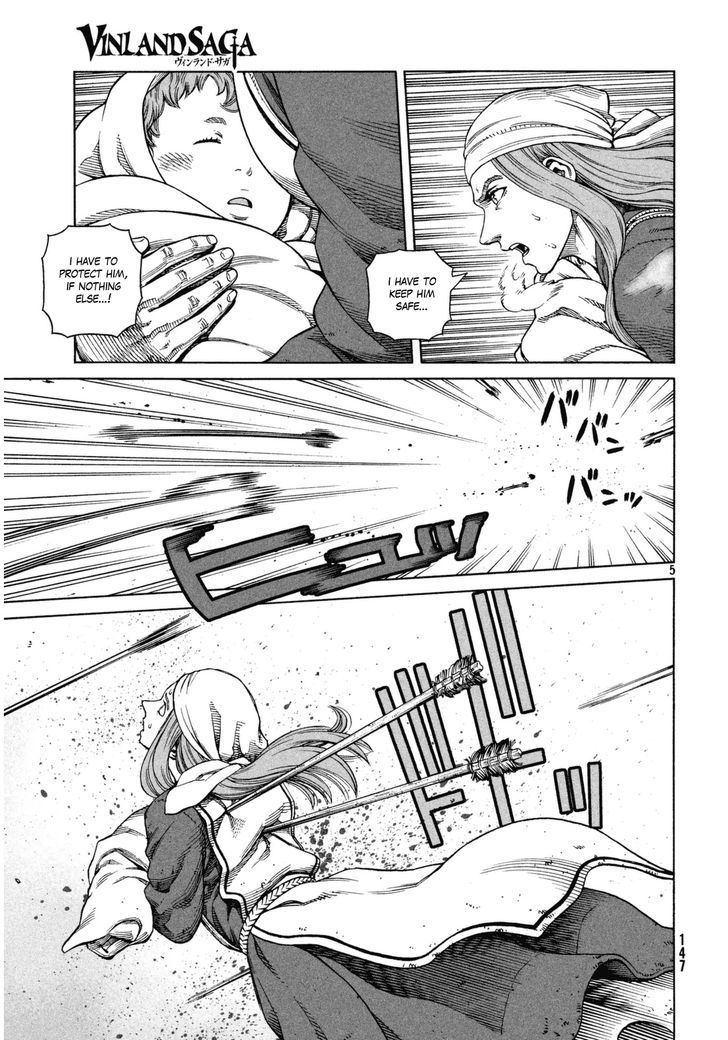 VINLAND SAGA
ヴィンランド・サガ
I HAVE TO
KEEP HIM
SAFE...
I HAVE TO
PROTECT HIM,
IF NOTHING
ELSE...!
バ
バン
バッ
ヒュッ
5
ドドッ
147